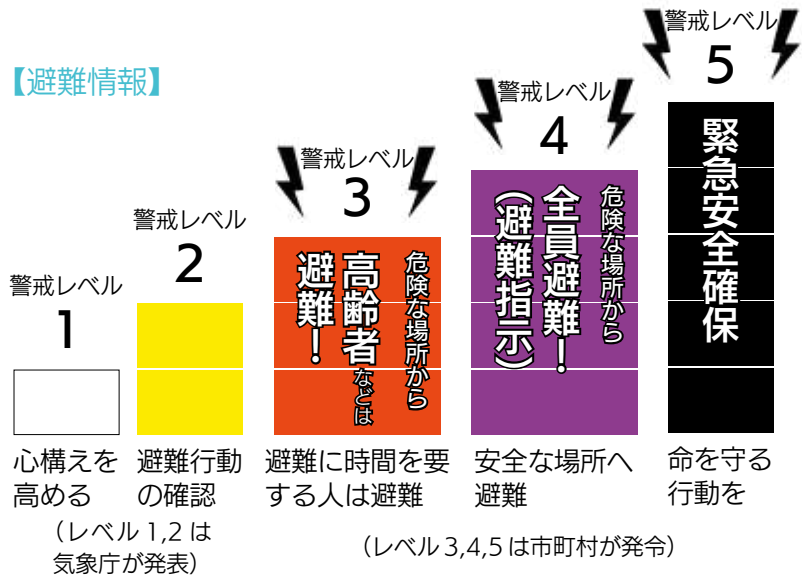 【避難情報】
警戒レベル
1
心構えを
高める
警戒レベル
2
避難行動
の確認
(レベル1,2は
気象庁が発表)
警戒レベル
3
危険な場所から
高齢者などは
避難!
避難に時間を要
する人は避難
警戒レベル
4
危険な場所から
全員避難!
(避難指示)
安全な場所へ
避難
警戒レベル
5
緊急安全確保
命を守る
行動を
(レベル3,4,5は市町村が発令)